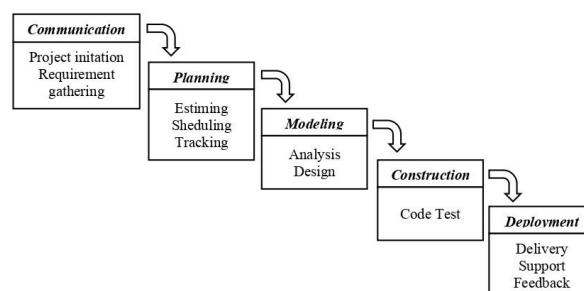 Communication
Project initation
Requirement
gathering
Planning
Estiming
Sheduling
Tracking
Modeling
Analysis
Design
Construction
Code Test
Deployment
Delivery
Support
Feedback